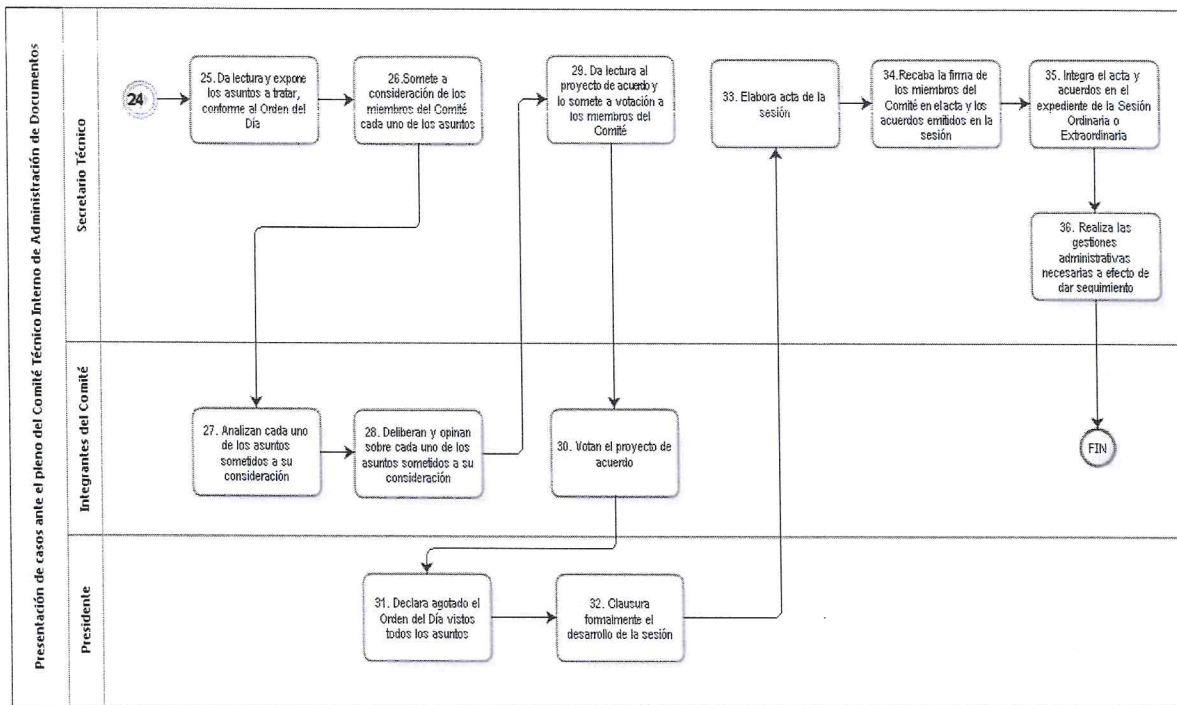 Presentación de casos ante el pleno del Comité Técnico Interno de Administración de Documentos
Secretario Técnico
24
25. Da lectura y expone
los asuntos a tratar,
conforme al Orden del
Día
26.Somete a
consideración de los
miembros del Comité
cada uno de los asuntos
29. Da lectura al
proyecto de acuerdo y
lo somete a votación a
los miembros del
Comité
33. Elabora acta de la
sesión
34.Recaba la firma de
los miembros del
Comité en el acta y los
acuerdos emitidos en la
sesión
35. Integra el acta y
acuerdos en el
expediente de la Sesión
Ordinaria o
Extraordinaria
36. Realiza las
gestiones
administrativas
necesarias a efecto de
dar seguimiento
Integrantes del Comité
27. Analizan cada uno
de los asuntos
sometidos a su
consideración
28. Deliberan y opinan
sobre cada uno de los
asuntos sometidos a su
consideración
30. Votan el proyecto de
acuerdo
FIN
Presidente
31. Declara agotado el
Orden del Día vistos
todos los asuntos
32. Clausura
formalmente el
desarrollo de la sesión